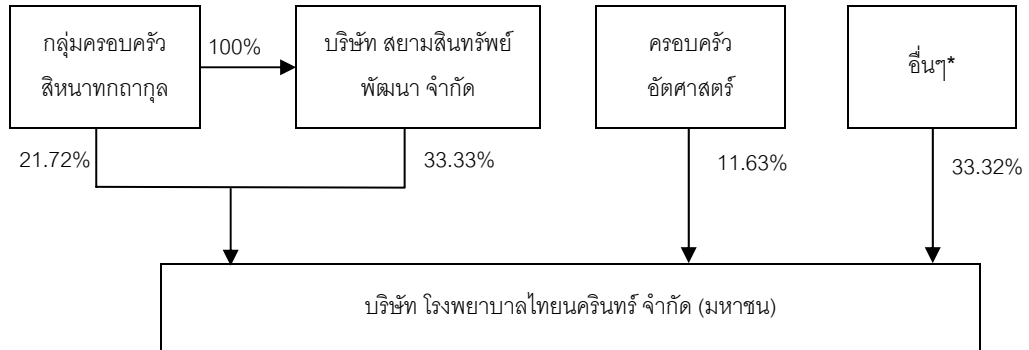 กลุ่มครอบครัว
สิหนาทกถากุล
100%
บริษัท สยามสินทรัพย์
พัฒนา จำกัด
ครอบครัว
อัตศาสตร์
อื่นๆ*
21.72%
33.33%
11.63%
33.32%
บริษัท โรงพยาบาลไทยนครินทร์ จำกัด (มหาชน)